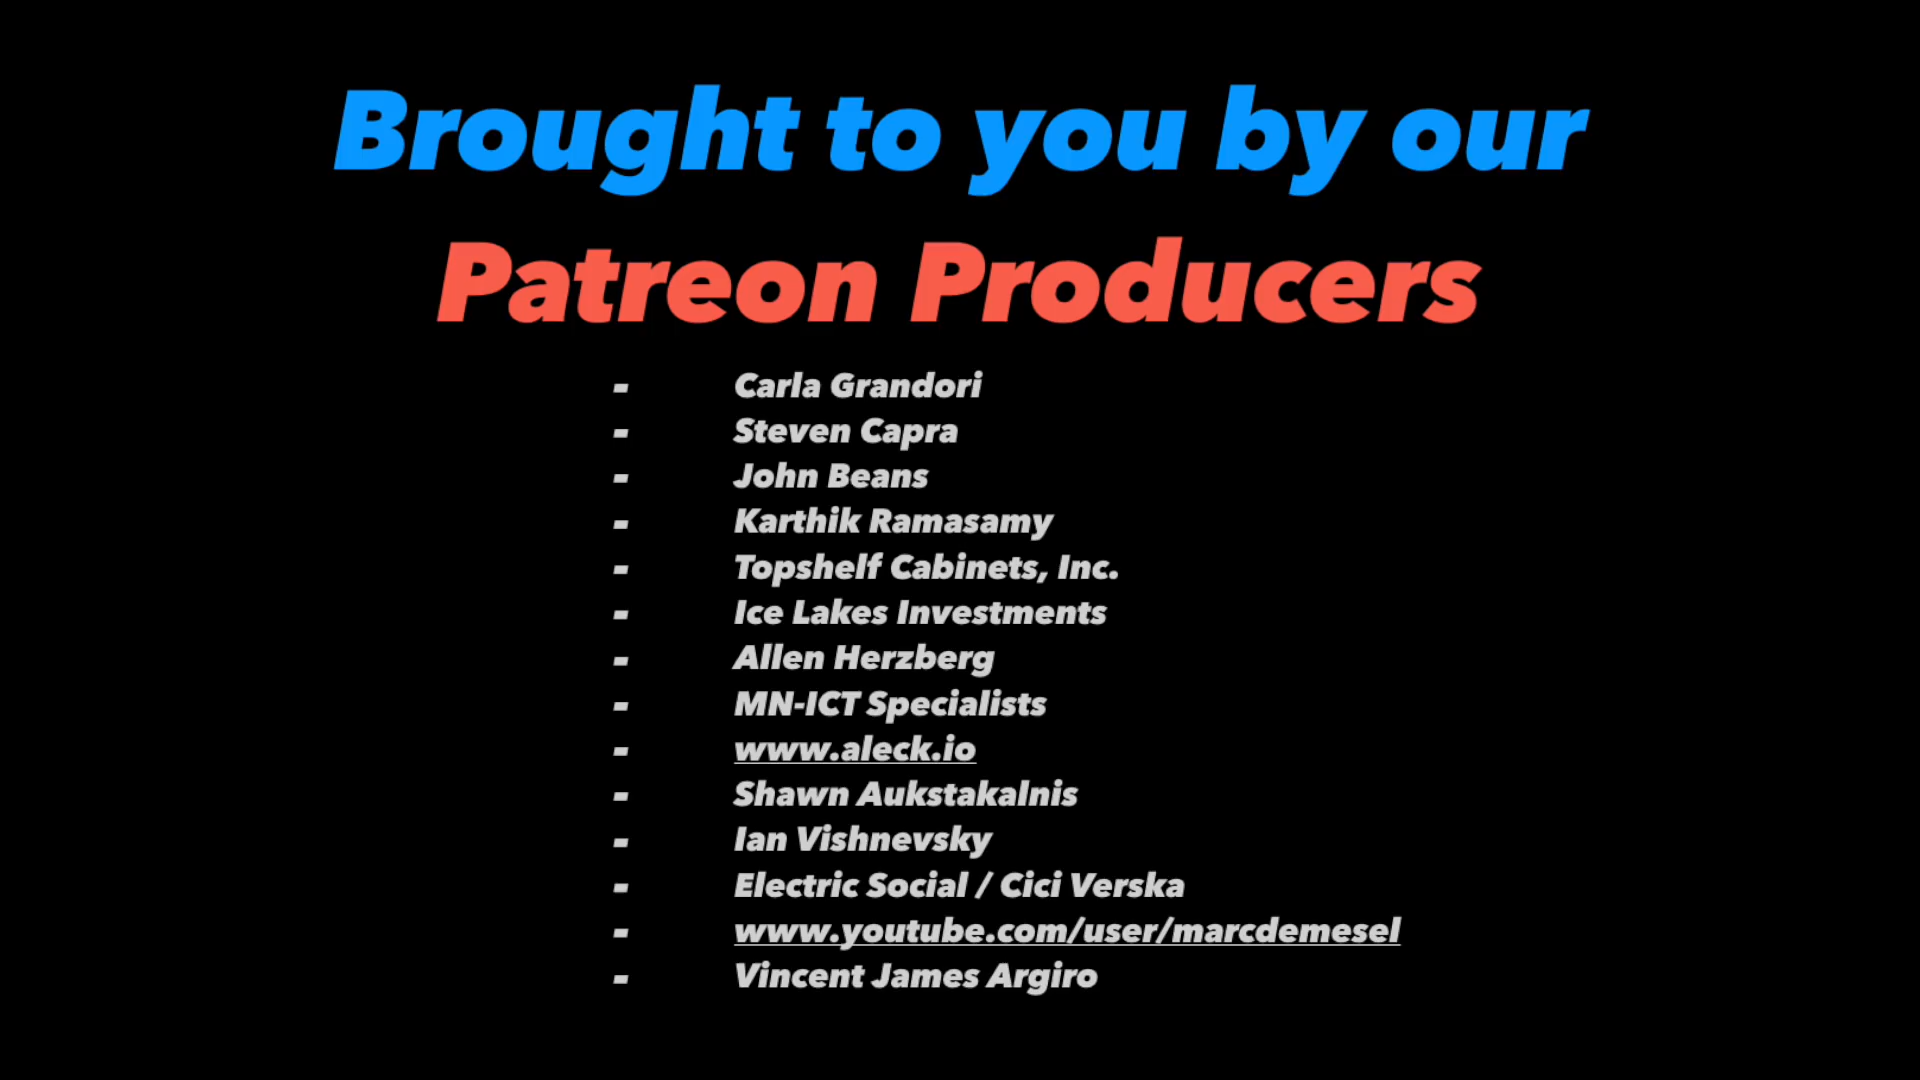 Brought to you by our
Patreon Producers
- Carla Grandori
- Steven Capra
- John Beans
- Karthik Ramasamy
- Topshelf Cabinets, Inc.
- Ice Lakes Investments
- Allen Herzberg
- MN-ICT Specialists
- www.aleck.io
- Shawn Aukstakalnis
- Ian Vishnevsky
- Electric Social / Cici Verska
- www.youtube.com/user/marcdemesel
- Vincent James Argiro